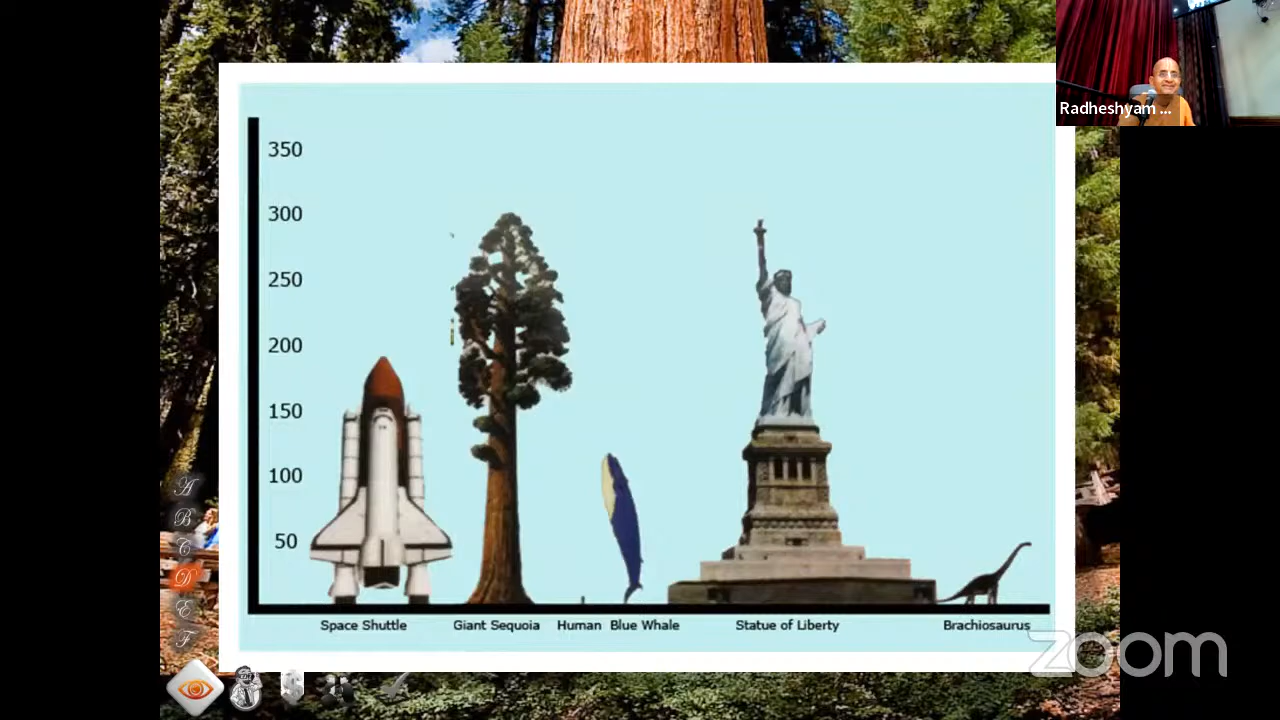 Radheshyam ...
350
300
250
200
150
100
50
A
B
C
D
E
F
Space Shuttle Giant Sequoia Human Blue Whale Statue of Liberty Brachiosaurus
zoom